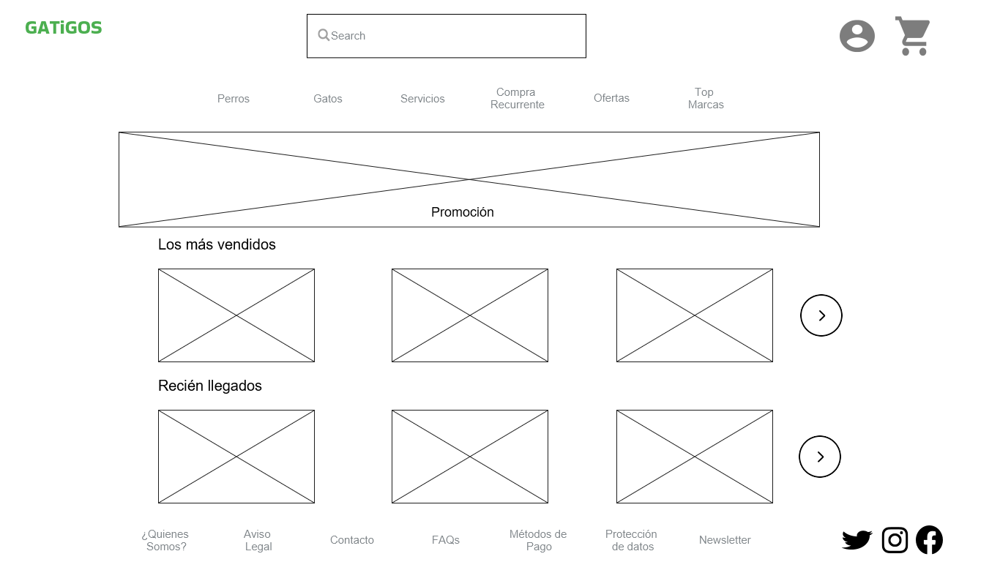 GATiGOS
Search
Perros
Gatos
Servicios
Compra
Recurrente
Ofertas
Top
Marcas
Promoción
Los más vendidos
Recién llegados
¿Quienes
Somos?
Aviso
Legal
Contacto
FAQs
Métodos de
Pago
Protección
de datos
Newsletter